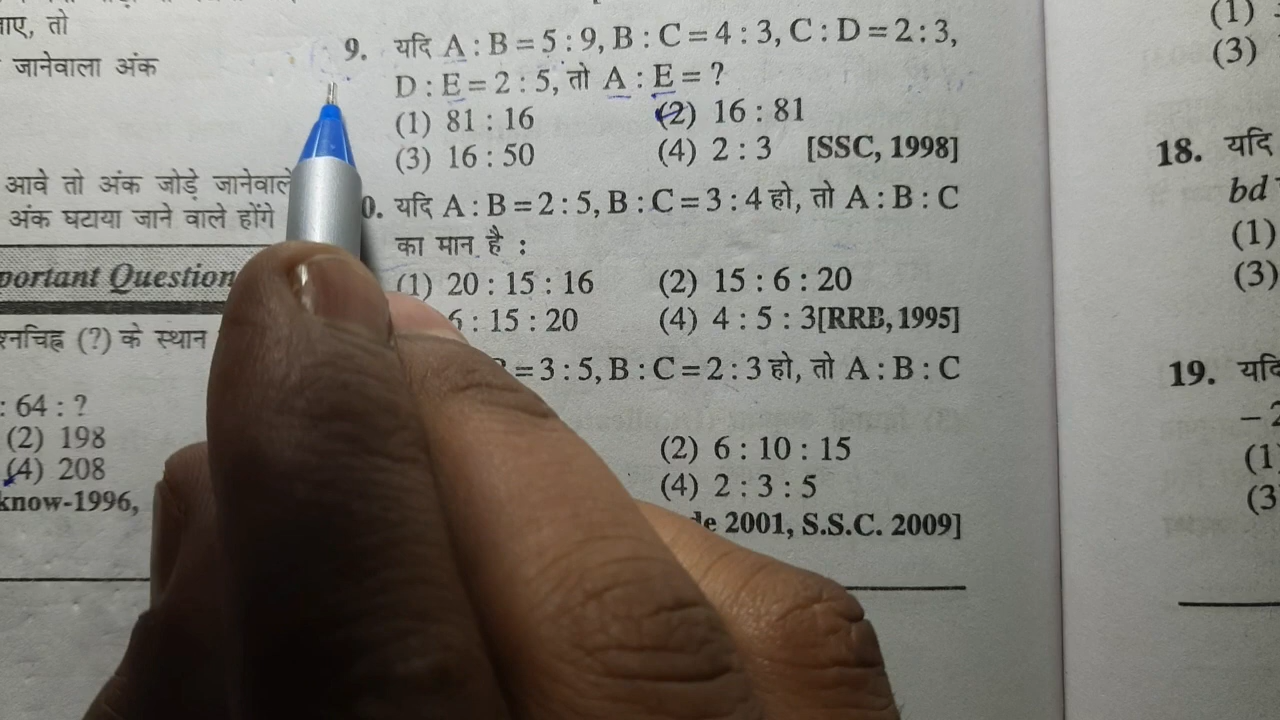 ाए, तो
जानेवाला अंक
आवे तो अंक जोड़े जानेवाले
अंक घटाया जाने वाले होंगे
portant Question
श्नचिह्न (?) के स्थान
: 64 : ?
(2) 198
(4) 208
know-1996,
9. यदि A : B = 5 : 9, B : C = 4 : 3, C : D = 2 : 3,
D : E = 2 : 5, तो A : E = ?
(1) 81 : 16 (2) 16 : 81
(3) 16 : 50 (4) 2 : 3 [SSC, 1998]
0. यदि A : B = 2 : 5, B : C = 3 : 4 हो, तो A : B : C
का मान है :
(1) 20 : 15 : 16 (2) 15 : 6 : 20
6 : 15 : 20 (4) 4 : 5 : 3[RRB, 1995]
= 3 : 5, B : C = 2 : 3 हो, तो A : B : C
(2) 6 : 10 : 15
(4) 2 : 3 : 5
de 2001, S.S.C. 2009]
(1)
(3)
18. यदि
bd
(1)
(3)
19. यदि
– 2
(1)
(3